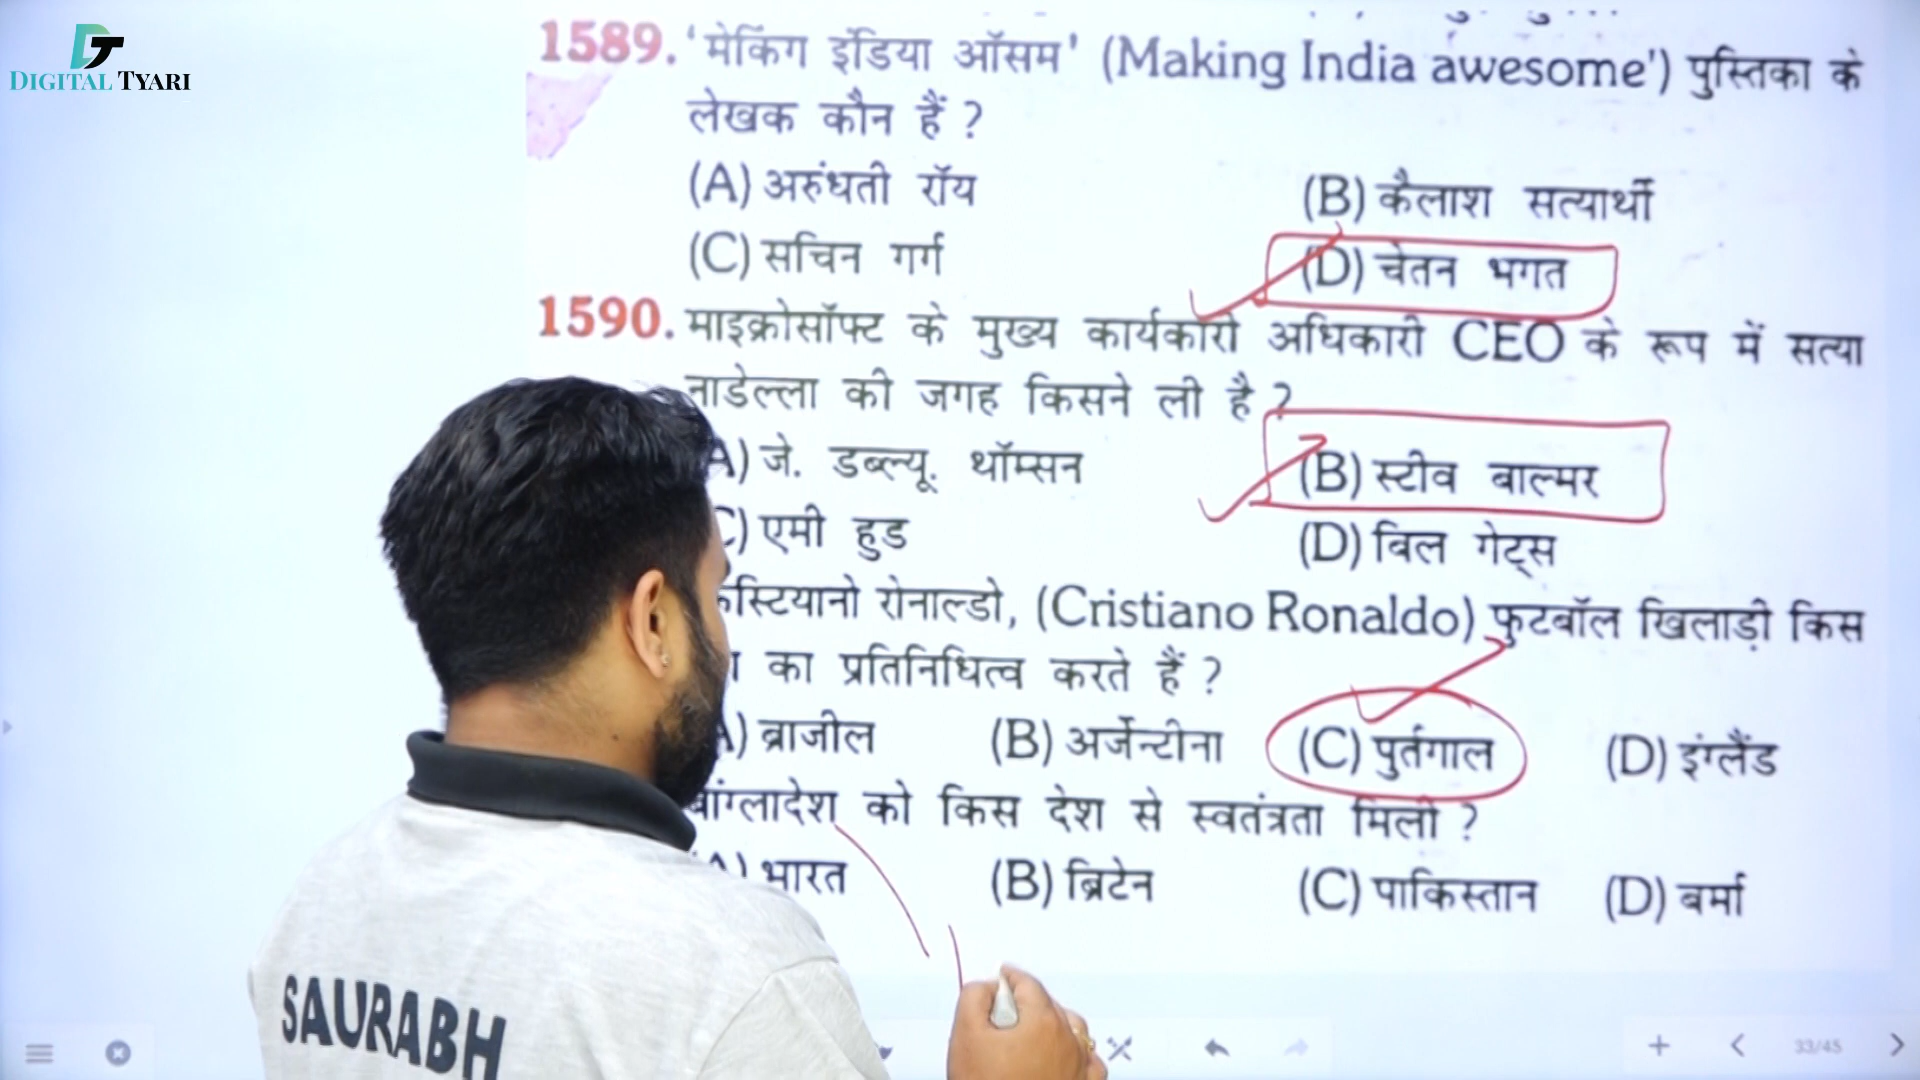 DIGITAL TYARI
1589. 'मेकिंग इंडिया ऑसम' (Making India awesome') पुस्तिका के
लेखक कौन हैं ?
(A) अरुंधती रॉय (B) कैलाश सत्यार्थी
(C) सचिन गर्ग (D) चेतन भगत
1590. माइक्रोसॉफ्ट के मुख्य कार्यकारी अधिकारी CEO के रूप में सत्या
नाडेल्ला की जगह किसने ली है ?
A) जे. डब्ल्यू. थॉम्सन (B) स्टीव बाल्मर
C) एमी हुड (D) बिल गेट्स
रोनाल्डो, (Cristiano Ronaldo) फुटबॉल खिलाड़ी किस
का प्रतिनिधित्व करते हैं ?
A) ब्राजील (B) अर्जेन्टीना (C) पुर्तगाल (D) इंग्लैंड
बांग्लादेश को किस देश से स्वतंत्रता मिली ?
A) भारत (B) ब्रिटेन (C) पाकिस्तान (D) बर्मा
SAURABH
33/45